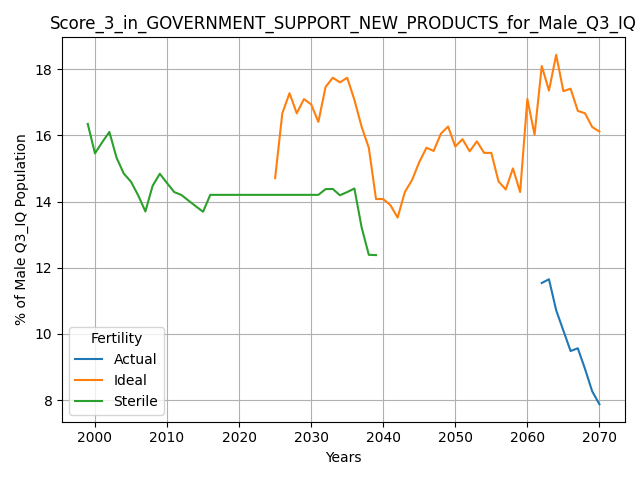 Score_3_in_GOVERNMENT_SUPPORT_NEW_PRODUCTS_for_Male_Q3_IQ
% of Male Q3_IQ Population
18
16
14
12
10
8
Fertility
Actual
Ideal
Sterile
2000 2010 2020 2030 2040 2050 2060 2070
Years